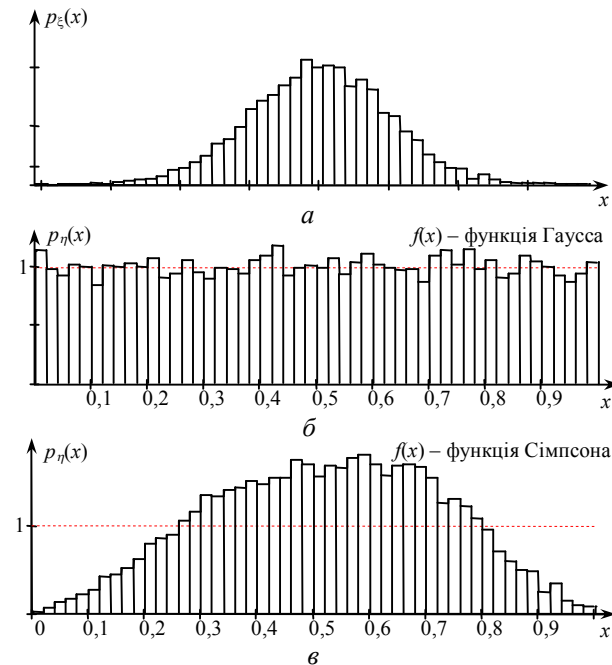 pξ(x)
x
а
pη(x)
f(x) – функція Гаусса
1
0,1 0,2 0,3 0,4 0,5 0,6 0,7 0,8 0,9 x
б
pη(x)
f(x) – функція Сімпсона
1
0 0,1 0,2 0,3 0,4 0,5 0,6 0,7 0,8 0,9 x
в